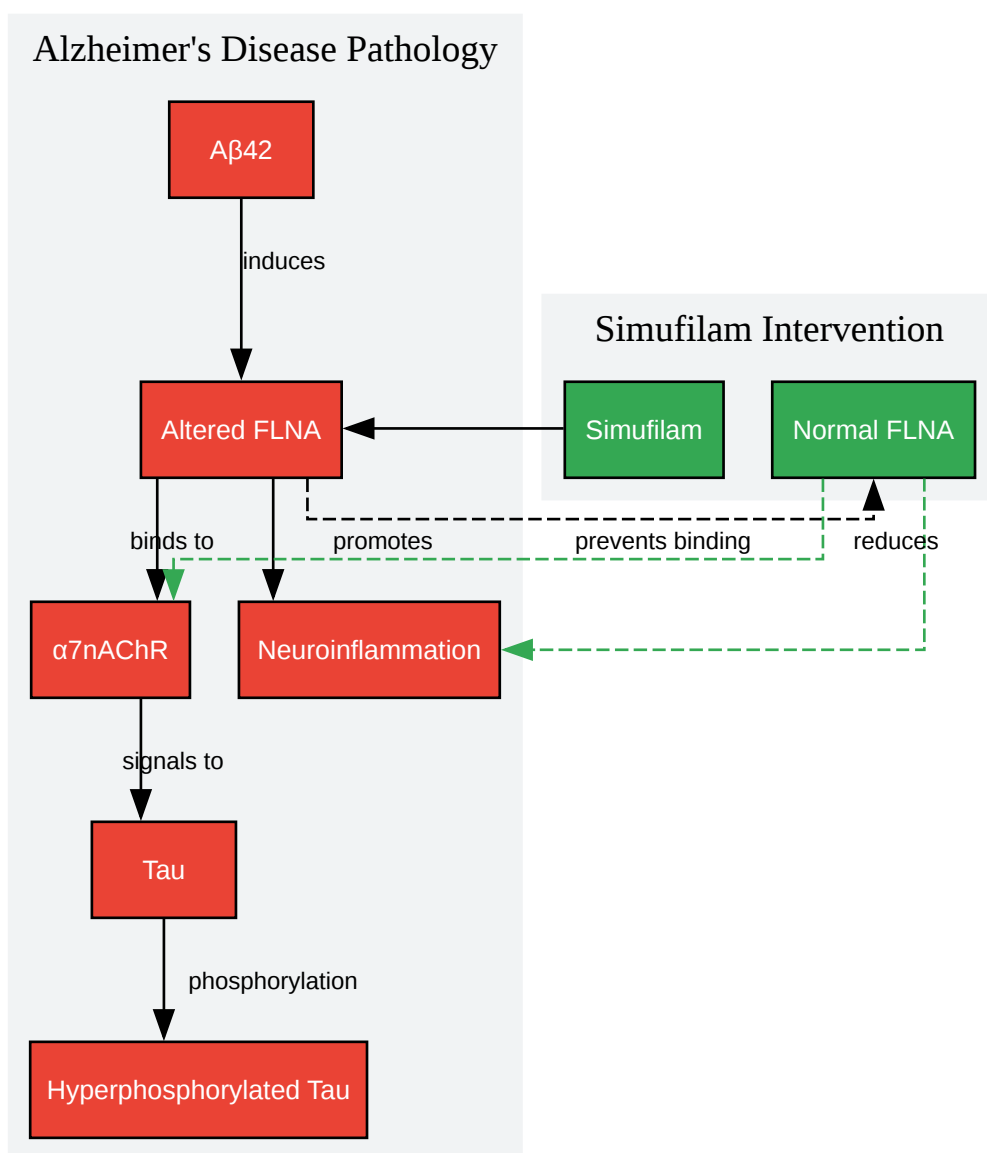 Alzheimer's Disease Pathology
Aβ42
induces
Simufilam Intervention
Altered FLNA
Simufilam
Normal FLNA
binds to
promotes
prevents binding
reduces
α7nAChR
Neuroinflammation
signals to
Tau
phosphorylation
Hyperphosphorylated Tau